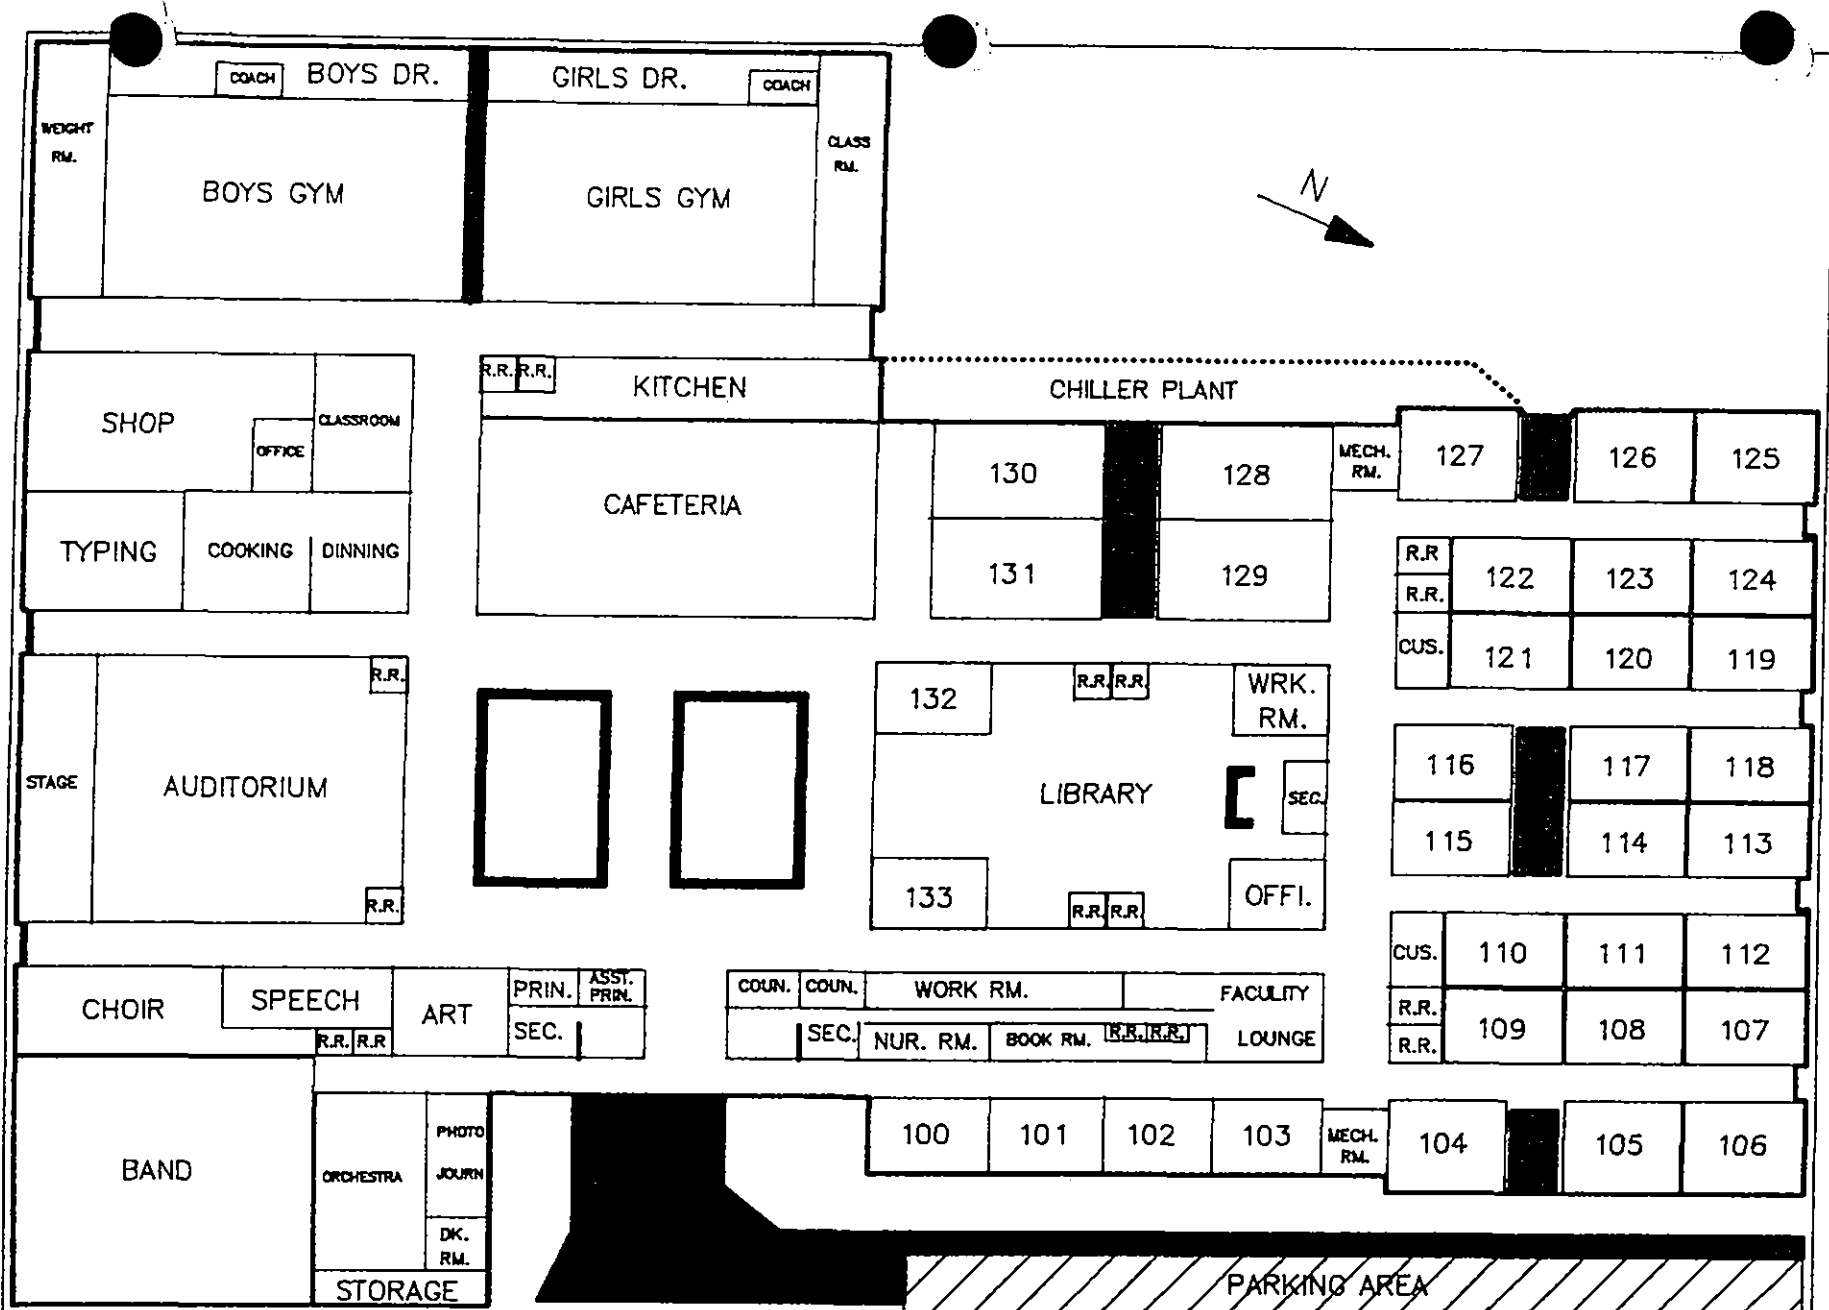 COACH
BOYS DR.
GIRLS DR.
COACH
WEIGHT
RM.
CLASS
RM.
BOYS GYM
GIRLS GYM
N
R.R.
R.R.
KITCHEN
CHILLER PLANT
SHOP
OFFICE
CLASSROOM
CAFETERIA
130
128
MECH.
RM.
127
126
125
TYPING
COOKING
DINNING
131
129
R.R
R.R.
122
123
124
CUS.
121
120
119
STAGE
AUDITORIUM
R.R.
R.R.
132
R.R.
R.R.
WRK.
RM.
LIBRARY
SEC.
133
R.R.
R.R.
OFFI.
116
117
118
115
114
113
CUS.
110
111
112
R.R.
R.R.
109
108
107
CHOIR
SPEECH
R.R.
R.R
ART
PRIN.
ASST.
PRIN.
SEC.
COUN.
COUN.
WORK RM.
FACULITY
LOUNGE
SEC.
NUR. RM.
BOOK RM.
R.R.
R.R.
BAND
ORCHESTRA
PHOTO
JOURN
DK.
RM.
STORAGE
100
101
102
103
MECH.
RM.
104
105
106
PARKING AREA